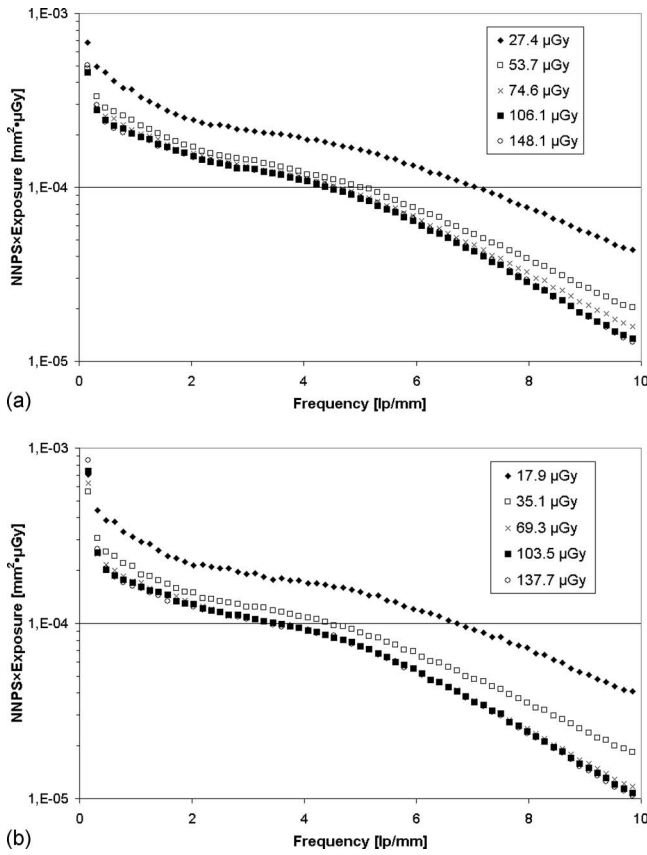 1,E-03
27.4 µGy
53.7 µGy
74.6 µGy
106.1 µGy
148.1 µGy
NNPS×Exposure [mm²•µGy]
1,E-04
1,E-05
0 2 4 6 8 10
Frequency [lp/mm]
(a)
1,E-03
17.9 µGy
35.1 µGy
69.3 µGy
103.5 µGy
137.7 µGy
NNPS×Exposure [mm²•µGy]
1,E-04
1,E-05
0 2 4 6 8 10
Frequency [lp/mm]
(b)